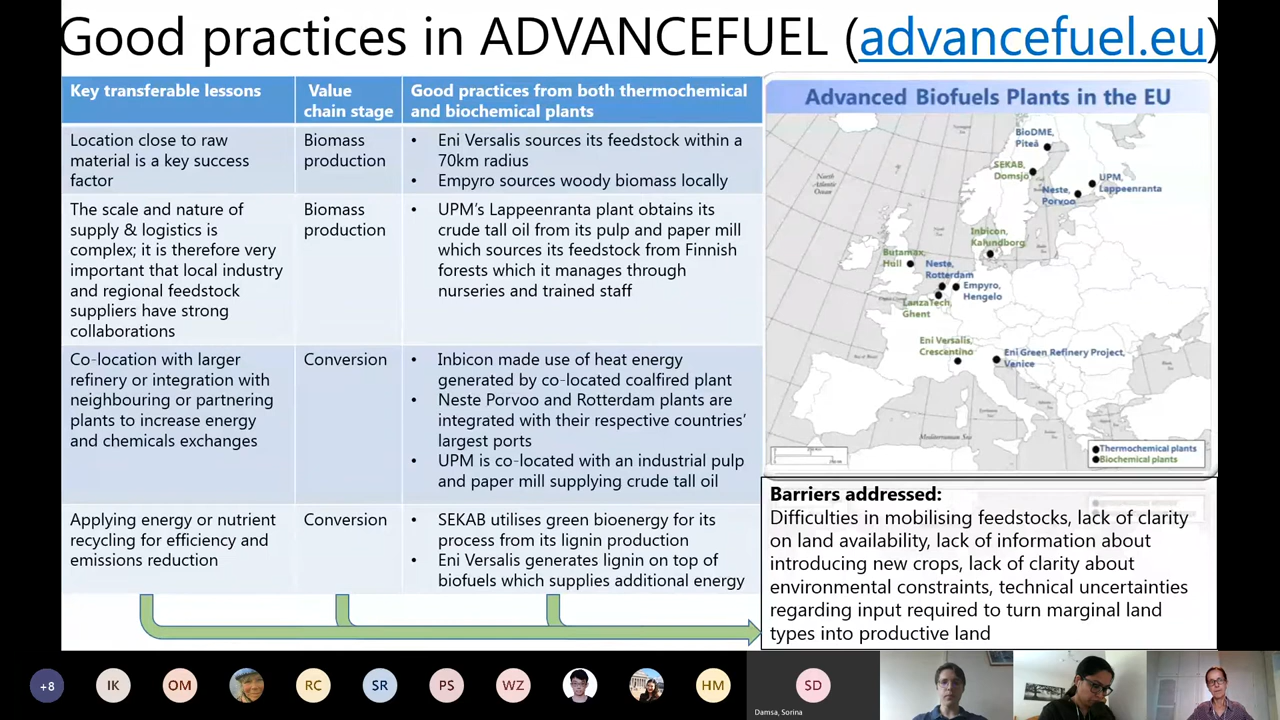 Good practices in ADVANCEFUEL (advancefuel.eu)
Key transferable lessons
Value
chain stage
Good practices from both thermochemical
and biochemical plants
Location close to raw
material is a key success
factor
Biomass
production
• Eni Versalis sources its feedstock within a
70km radius
• Empyro sources woody biomass locally
The scale and nature of
supply & logistics is
complex; it is therefore very
important that local industry
and regional feedstock
suppliers have strong
collaborations
Biomass
production
• UPM's Lappeenranta plant obtains its
crude tall oil from its pulp and paper mill
which sources its feedstock from Finnish
forests which it manages through
nurseries and trained staff
Co-location with larger
refinery or integration with
neighbouring or partnering
plants to increase energy
and chemicals exchanges
Conversion
• Inbicon made use of heat energy
generated by co-located coalfired plant
• Neste Porvoo and Rotterdam plants are
integrated with their respective countries'
largest ports
is co-located with an industrial pulp
and paper mill supplying crude tall oil
Applying energy or nutrient
recycling for efficiency and
emissions reduction
Conversion
• SEKAB utilises green bioenergy for its
process from its lignin production
• Eni Versalis generates lignin on top of
biofuels which supplies additional energy
Advanced Biofuels Plants in the EU
BioDME,
Piteå
SEKAB,
Domsjo
UPM,
Lappeenranta
Neste,
Porvoo
North
Atlantic
Ocean
Inbicon,
Kalundborg
Butamax,
Hull
Neste,
Rotterdam
Empyro,
Hengelo
LanzaTech,
Ghent
Eni Versalis,
Crescentino
Eni Green Refinery Project,
Venice
Mediterranean Sea
Thermochemical plants
Biochemical plants
Barriers addressed:
Difficulties in mobilising feedstocks, lack of clarity
on land availability, lack of information about
introducing new crops, lack of clarity about
environmental constraints, technical uncertainties
regarding input required to turn marginal land
types into productive land
+8
IK
OM
RC
SR
PS
WZ
HM
SD
Damsa, Sorina